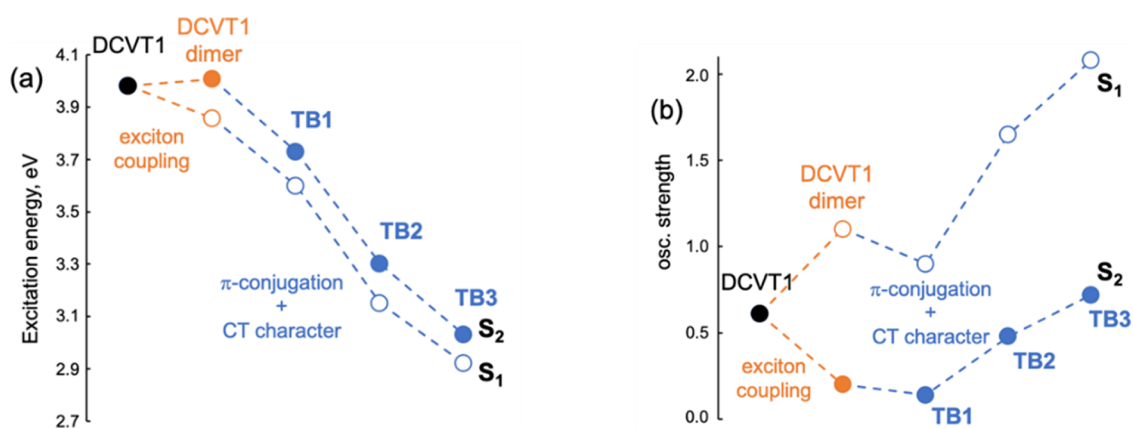 (a)
DCVT1
DCVT1
dimer
4.1
3.9
3.7
3.5
3.3
3.1
2.9
2.7
Excitation energy, eV
exciton
coupling
TB1
TB2
TB3
π-conjugation
+
CT character
S2
S1
(b)
2.0
1.5
1.0
0.5
0.0
osc. strength
DCVT1
dimer
DCVT1
exciton
coupling
π-conjugation
+
CT character
S1
S2
TB3
TB2
TB1